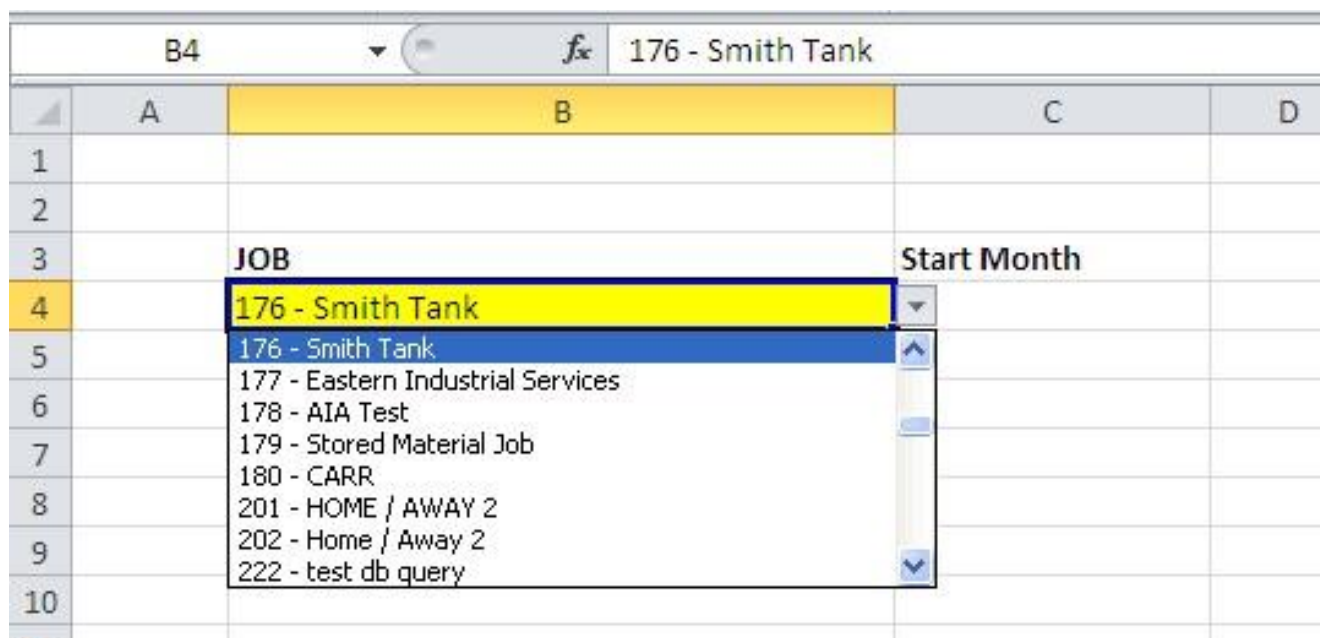 B4 fx 176 - Smith Tank
A B C D
1
2
3 JOB Start Month
4 176 - Smith Tank
5 176 - Smith Tank
177 - Eastern Industrial Services
6 178 - AIA Test
7 179 - Stored Material Job
180 - CARR
8 201 - HOME / AWAY 2
9 202 - Home / Away 2
222 - test db query
10